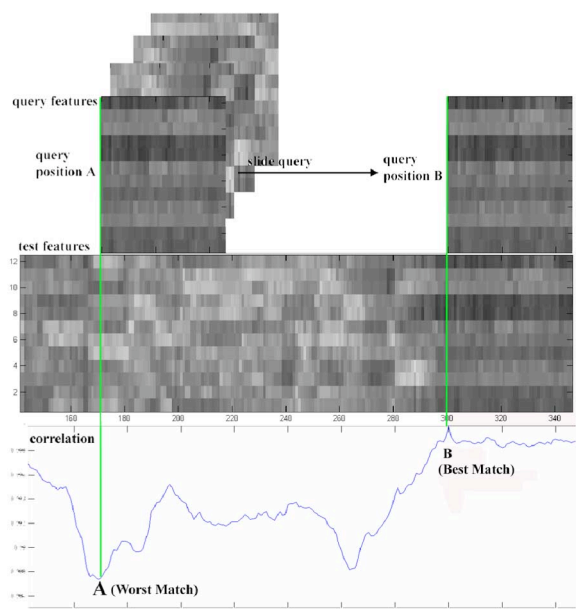 query features
query
position A
slide query
query
position B
test features
12
10
8
6
4
2
160
180
200
220
240
260
280
300
320
340
correlation
B
(Best Match)
A (Worst Match)